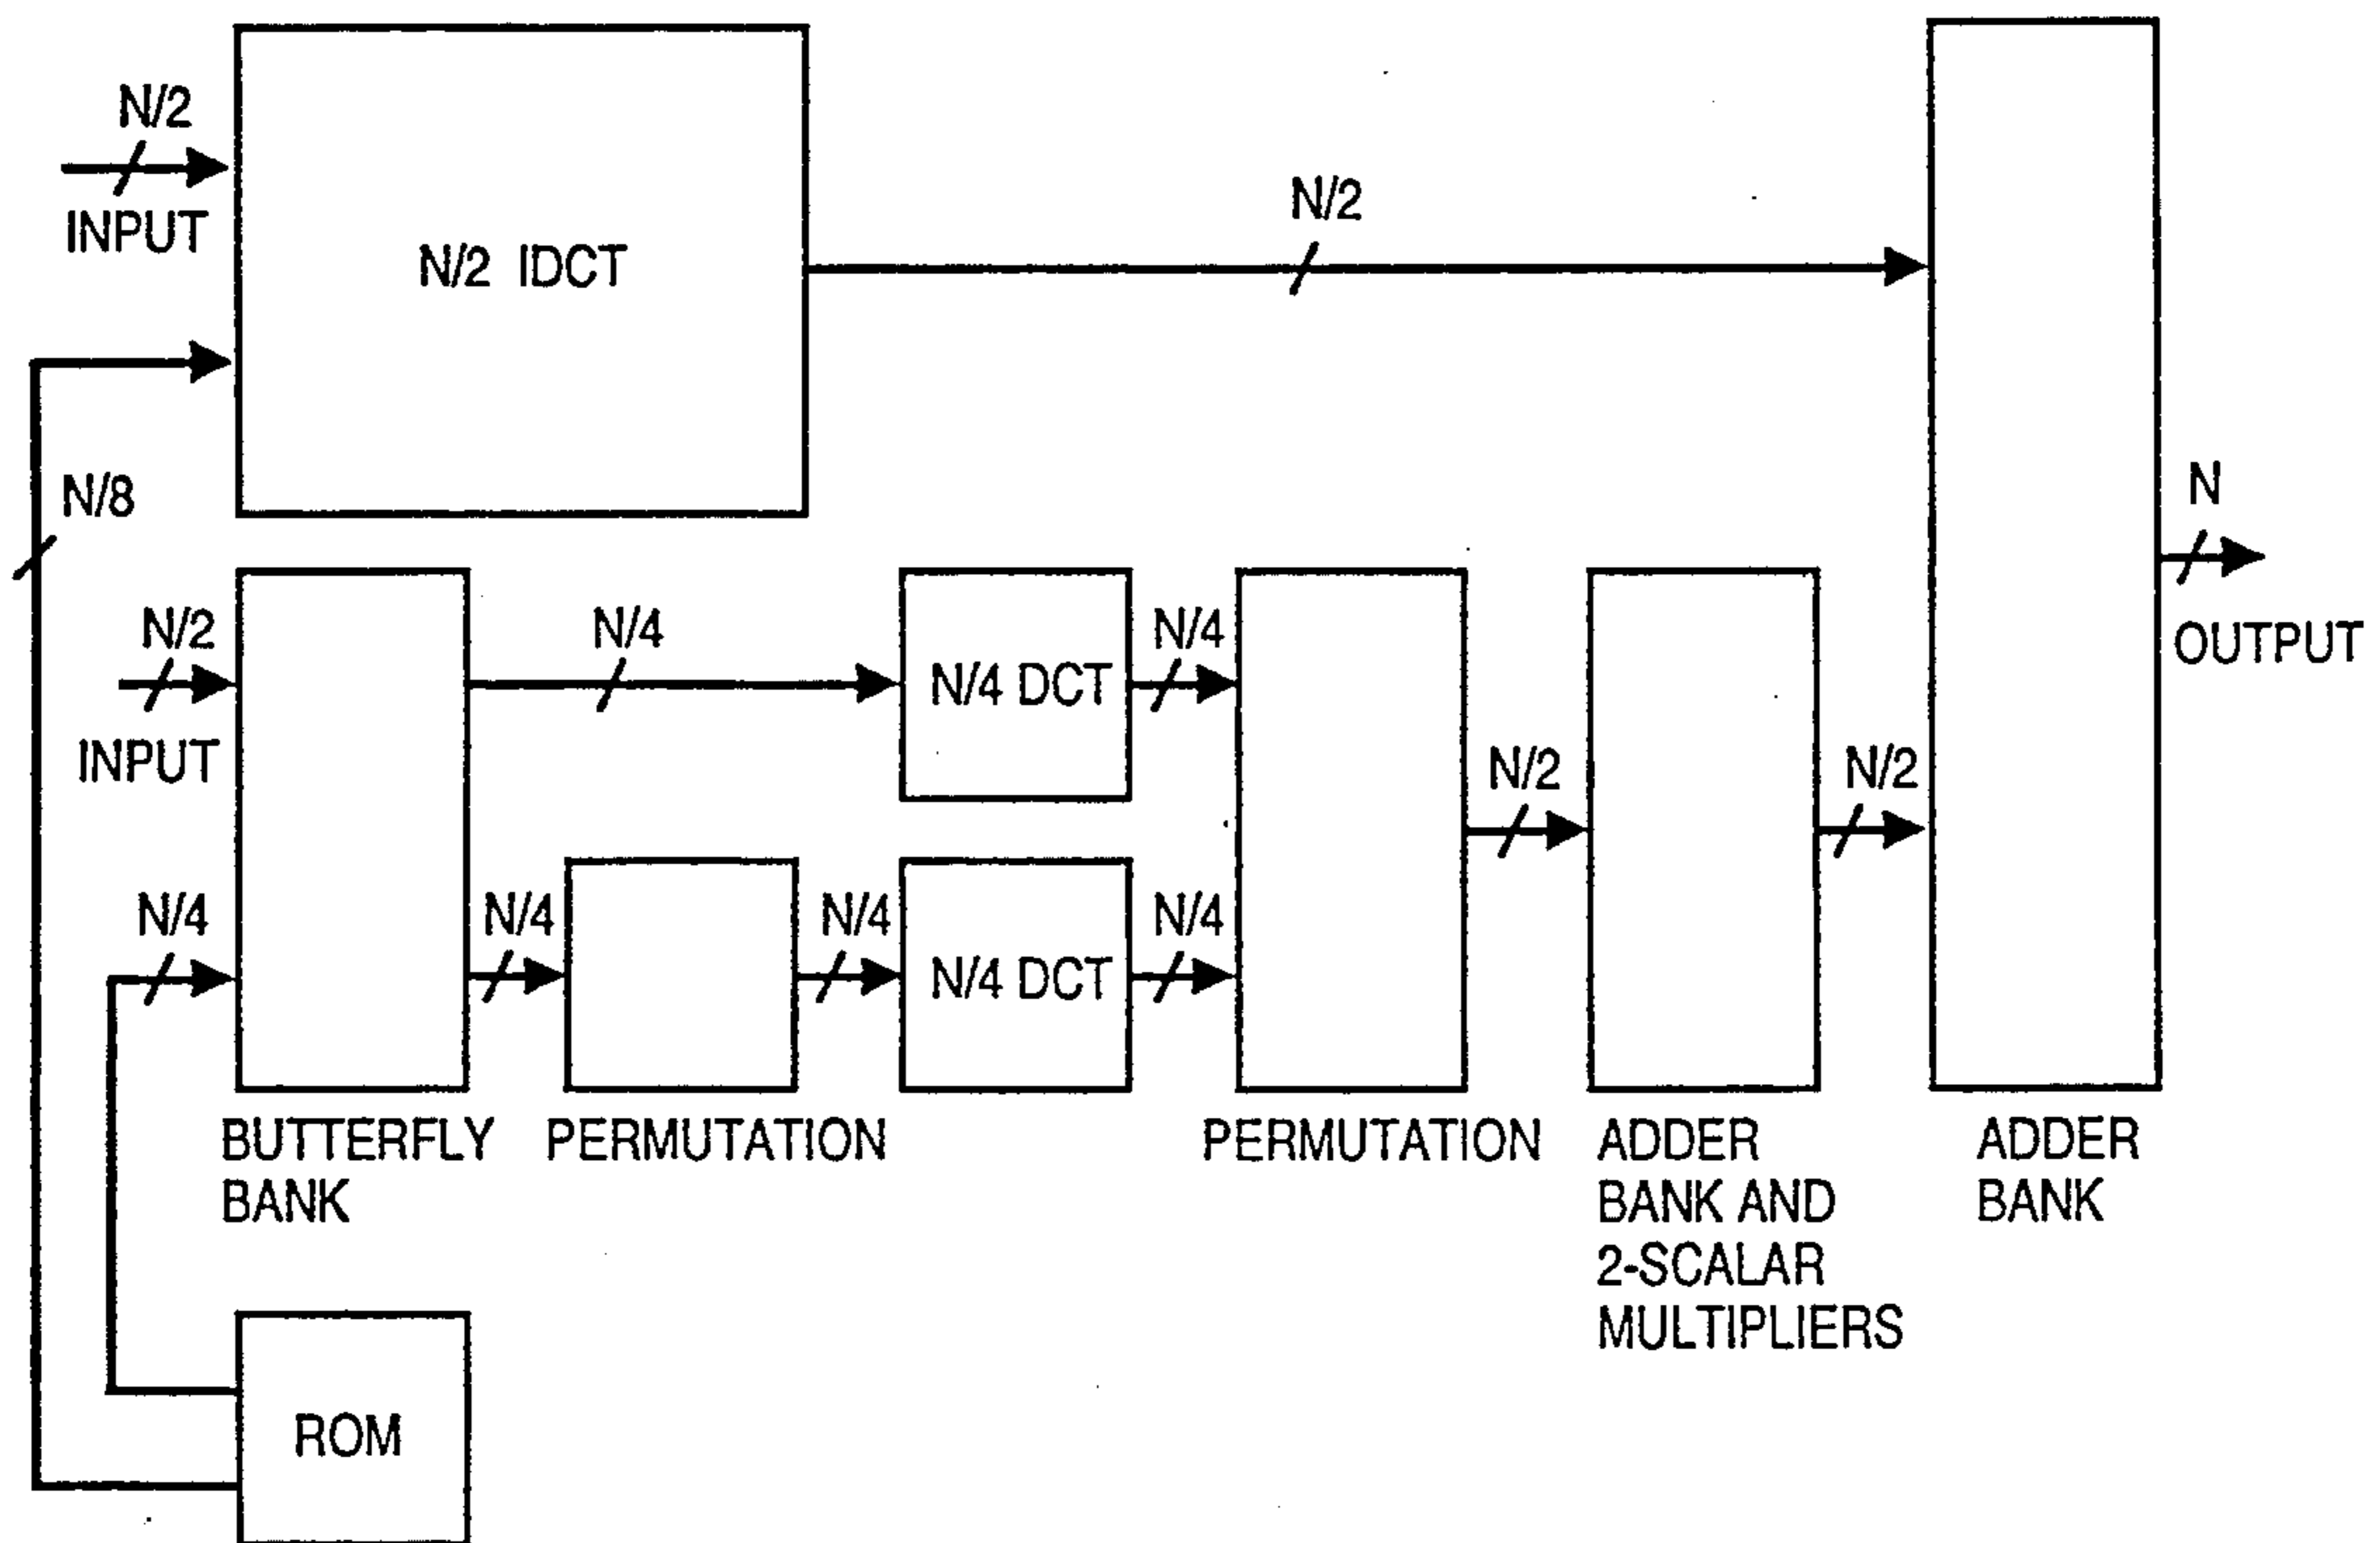 N/2
INPUT
N/2 IDCT
N/2
N/8
N
OUTPUT
N/2
INPUT
N/4
N/4 DCT
N/4
N/2
N/2
N/4
N/4
N/4
N/4 DCT
N/4
BUTTERFLY
BANK
PERMUTATION
PERMUTATION
ADDER
BANK AND
2-SCALAR
MULTIPLIERS
ADDER
BANK
ROM